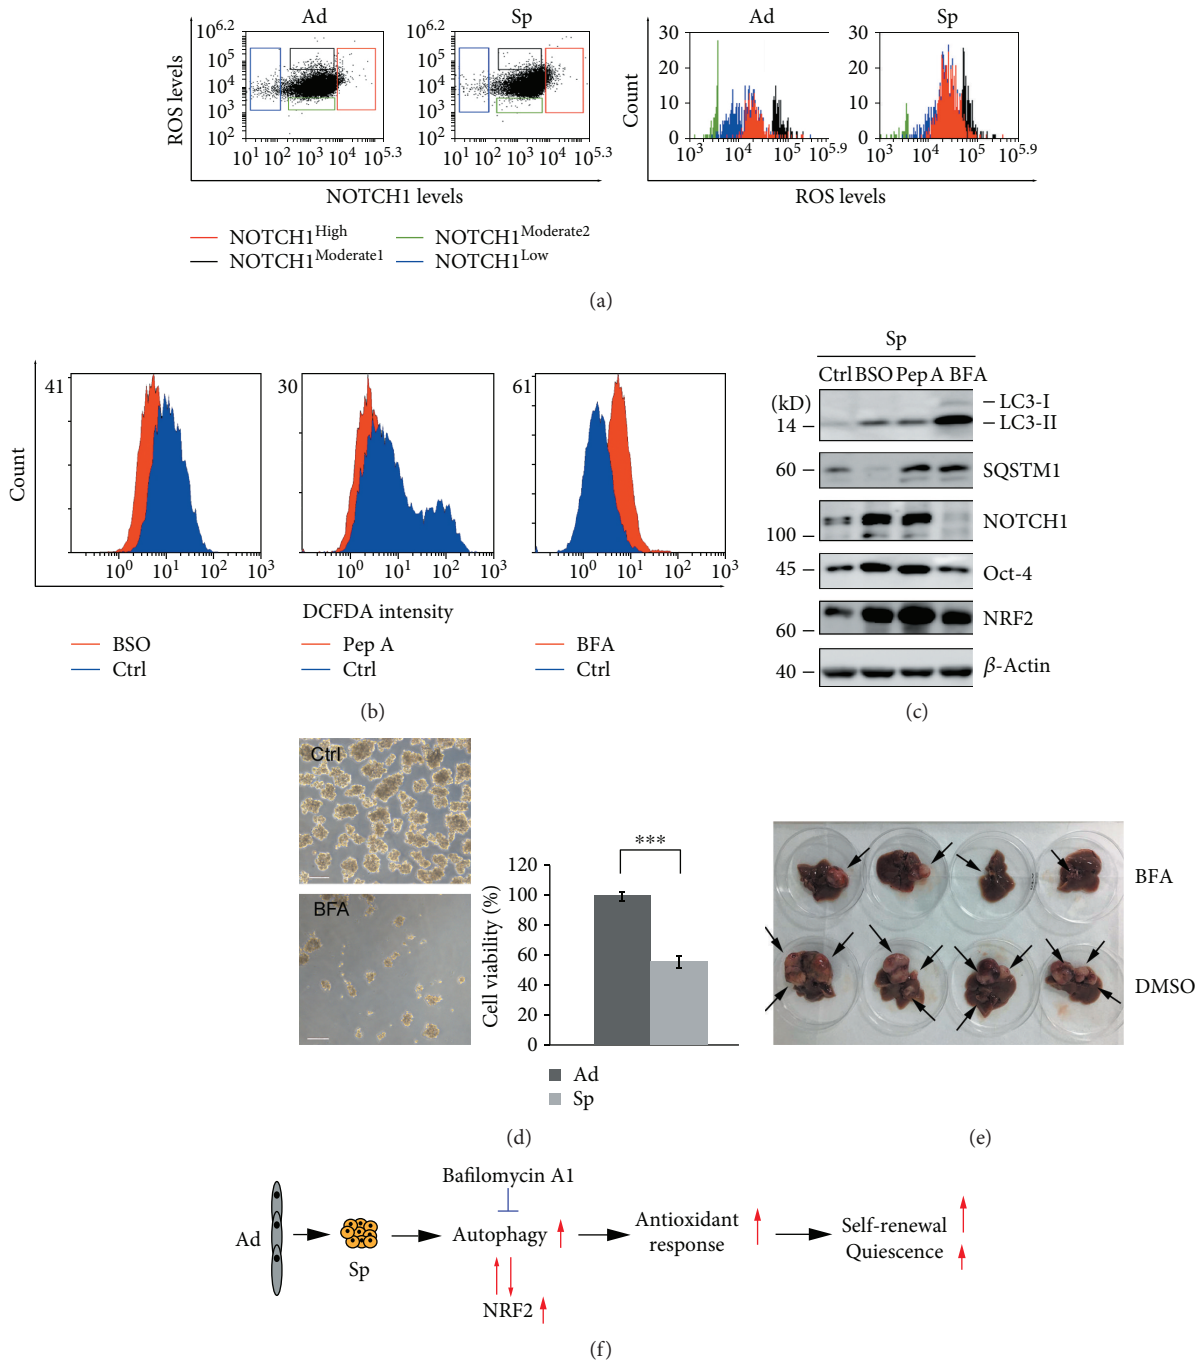 Ad Sp
ROS levels
10^6.2 10^5 10^4 10^3 10^2
10^1 10^2 10^3 10^4 10^5.3
10^6.2 10^5 10^4 10^3 10^2
10^1 10^2 10^3 10^4 10^5.3
NOTCH1 levels
Ad Sp
Count
30 20 10 0
10^3 10^4 10^5 10^5.9
30 20 10 0
10^3 10^4 10^5 10^5.9
ROS levels
NOTCH1^High NOTCH1^Moderate2
NOTCH1^Moderate1 NOTCH1^Low
(a)
Count
41 30 61
10^0 10^1 10^2 10^3 10^0 10^1 10^2 10^3 10^0 10^1 10^2 10^3
DCFDA intensity
BSO Pep A BFA
Ctrl Ctrl Ctrl
(b)
Sp
Ctrl BSO Pep A BFA
(kD) LC3-I
14 LC3-II
60 SQSTM1
NOTCH1
100
45 Oct-4
NRF2
60
40 β-Actin
(c)
Ctrl
BFA
Cell viability (%)
120
100
80
60
40
20
0
***
Ad
Sp
(d)
BFA
DMSO
(e)
Bafilomycin A1
Ad
Sp
Autophagy
NRF2
Antioxidant
response
Self-renewal
Quiescence
(f)